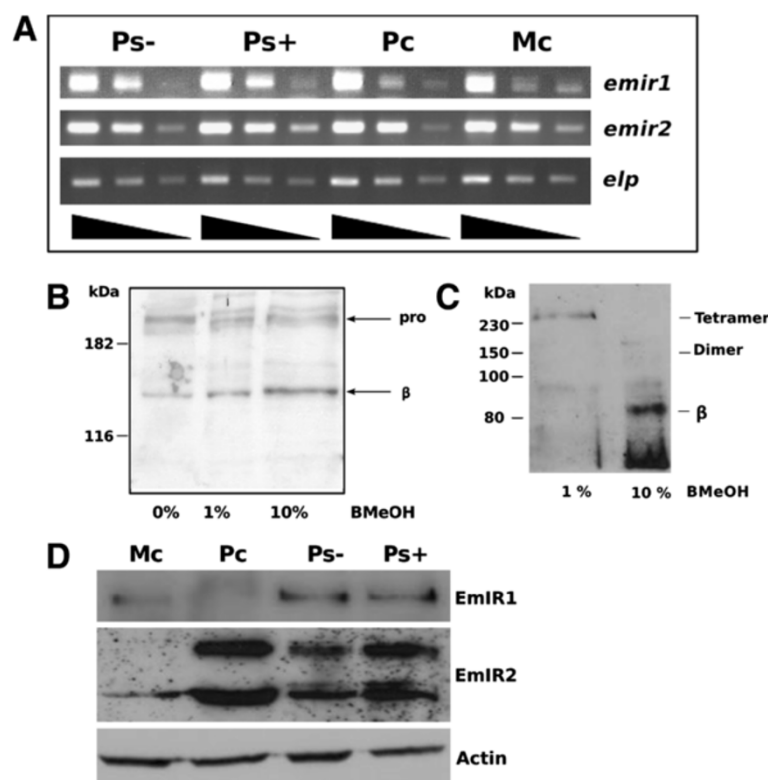 A
Ps- Ps+ Pc Mc
emir1
emir2
elp
B
kDa
pro
182
β
116
0% 1% 10% BMeOH
C
kDa
230
Tetramer
150
Dimer
100
80
β
1 % 10 % BMeOH
D
Mc Pc Ps- Ps+
EmIR1
EmIR2
Actin